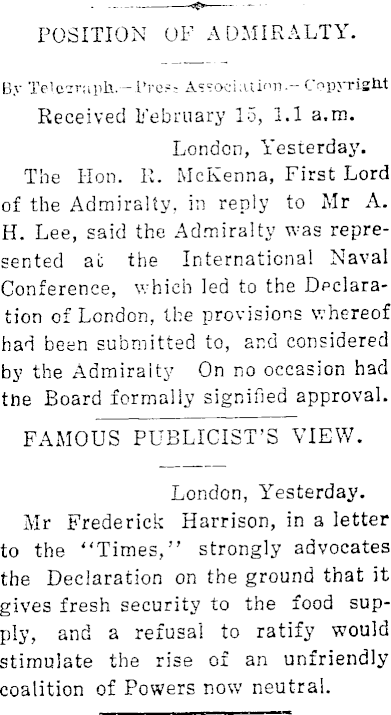 POSITION OF ADMIRALTY.
By Telegraph.—Press Association.—Copyright
Received February 15, 1.1 a.m.
London, Yesterday.
The Hon. R. McKenna, First Lord
of the Admiralty, in reply to Mr A.
H. Lee, said the Admiralty was repre-
sented at the International Naval
Conference, which led to the Declara-
tion of London, the provisions whereof
had been submitted to, and considered
by the Admiralty On no occasion had
the Board formally signified approval.
FAMOUS PUBLICIST'S VIEW.
London, Yesterday.
Mr Frederick Harrison, in a letter
to the "Times," strongly advocates
the Declaration on the ground that it
gives fresh security to the food sup-
ply, and a refusal to ratify would
stimulate the rise of an unfriendly
coalition of Powers now neutral.